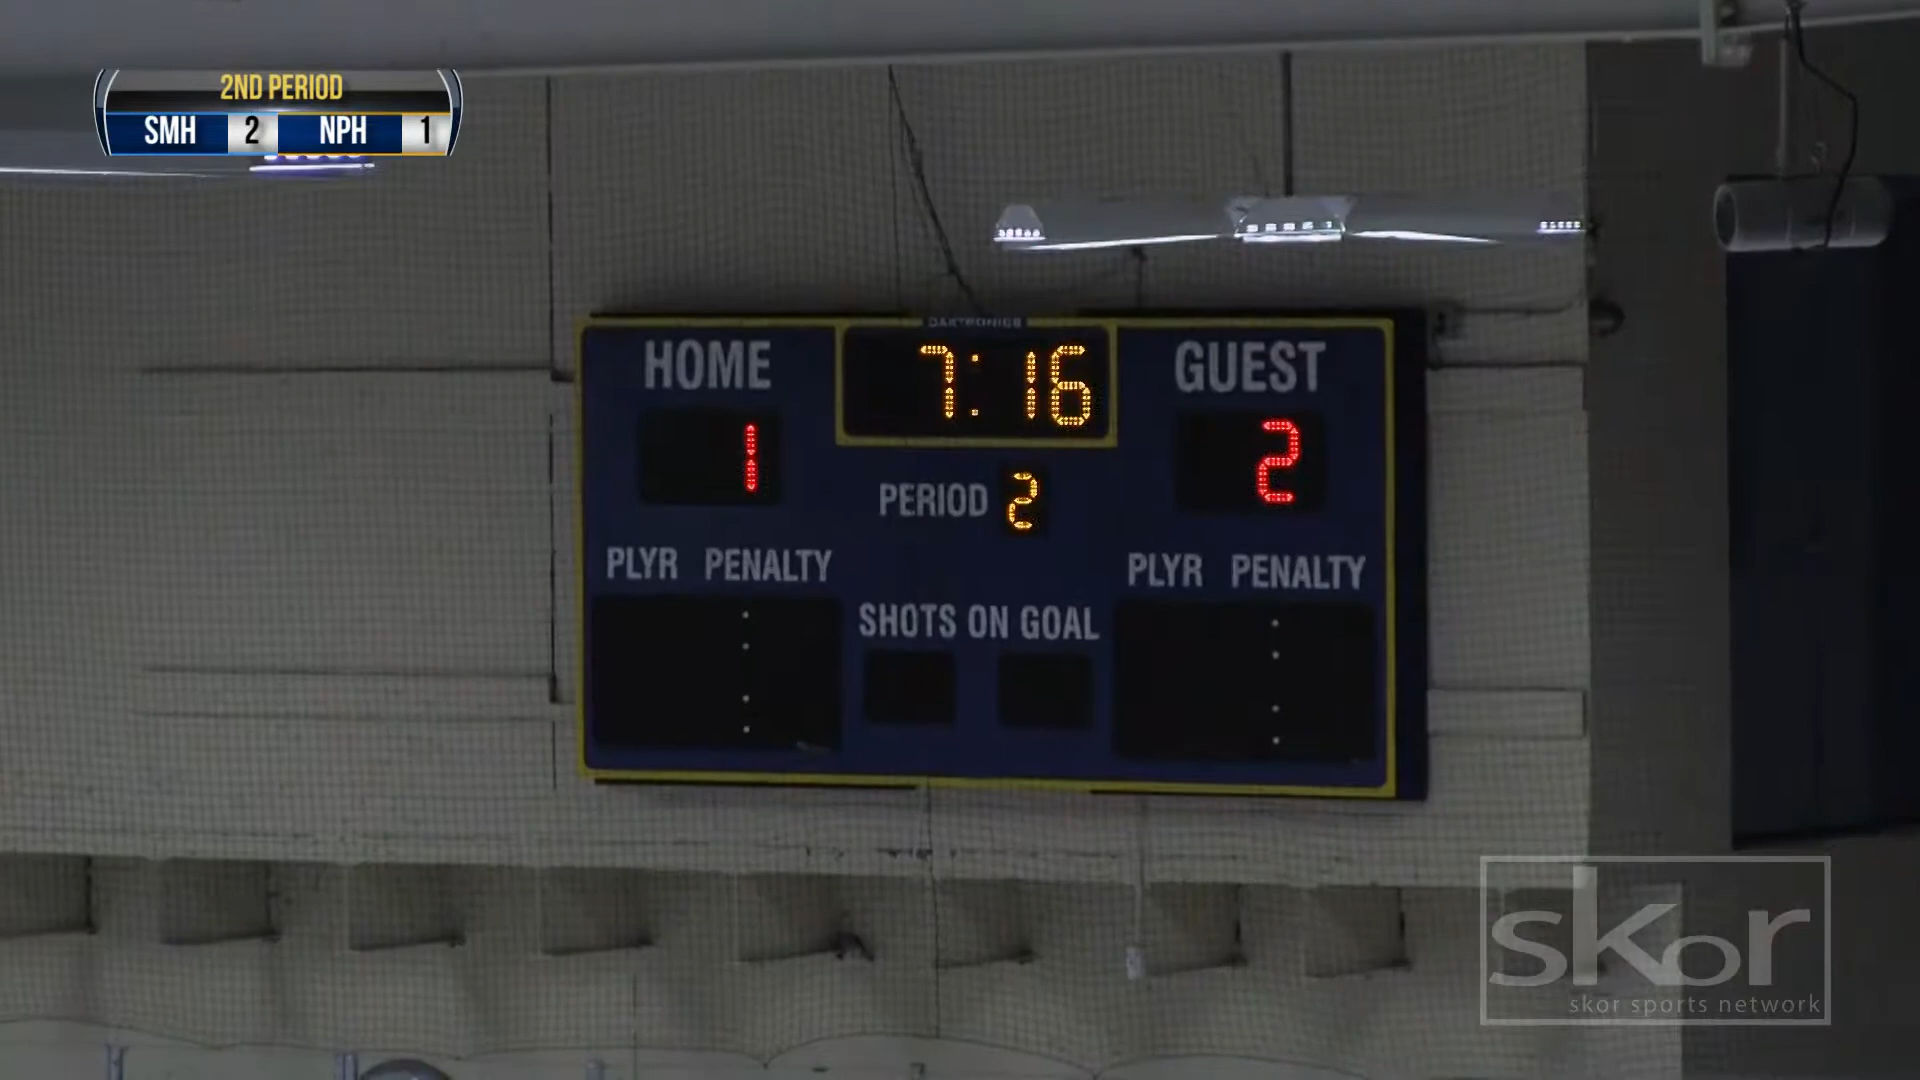 2ND PERIOD
SMH 2 NPH 1
DAKTRONICS
HOME 7:16 GUEST
1 2
PERIOD 2
PLYR PENALTY PLYR PENALTY
SHOTS ON GOAL
skor
skor sports network